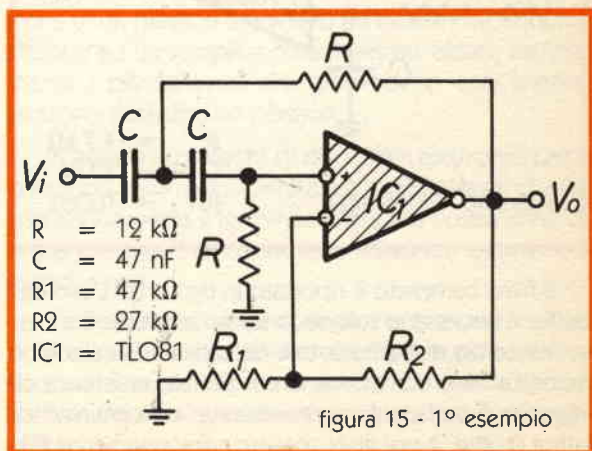 R
C C
Vi + IC1 Vo
-
R
R = 12 kΩ
C = 47 nF
R1 = 47 kΩ
R2 = 27 kΩ
IC1 = TL081
R1 R2
figura 15 - 1º esempio